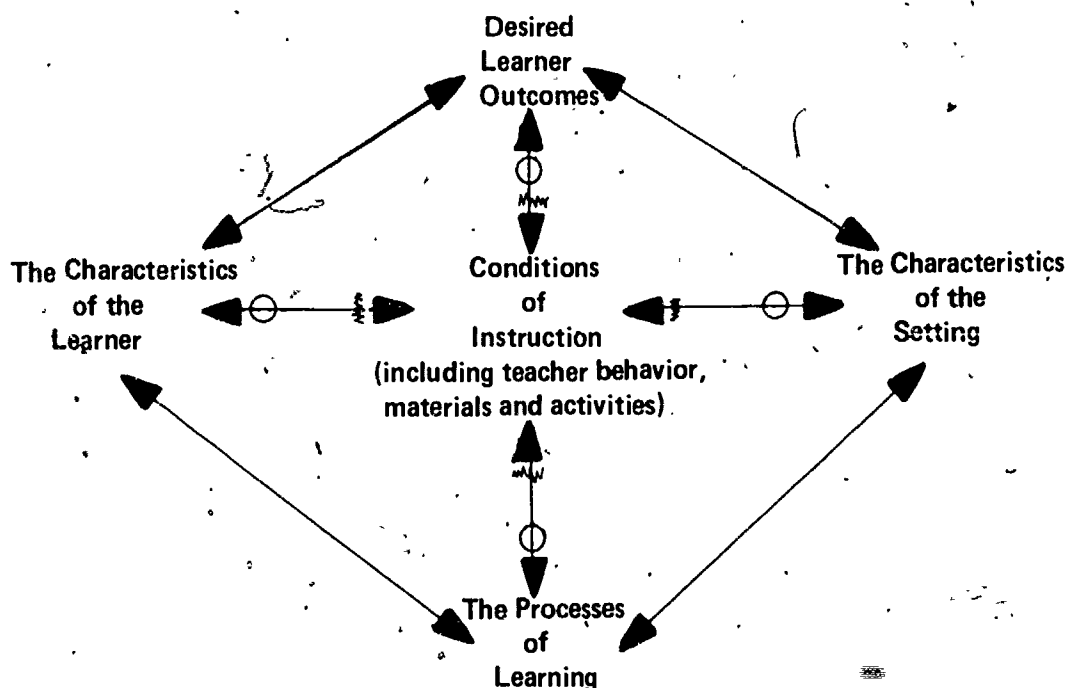 Desired
Learner
Outcomes
The Characteristics
of the
Learner
Conditions
of
Instruction
(including teacher behavior,
materials and activities)
The Characteristics
of the
Setting
The Processes
of
Learning